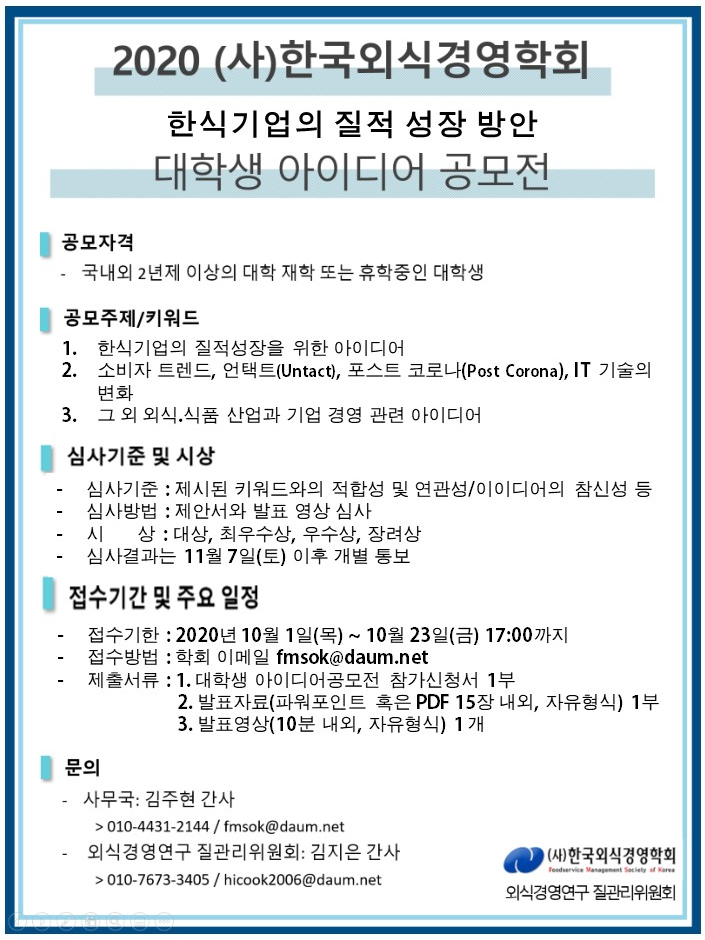 2020 (사)한국외식경영학회
한식기업의 질적 성장 방안
대학생 아이디어 공모전
공모자격
- 국내외 2년제 이상의 대학 재학 또는 휴학중인 대학생
공모주제/키워드
1. 한식기업의 질적성장을 위한 아이디어
2. 소비자 트렌드, 언택트(Untact), 포스트 코로나(Post Corona), IT 기술의
변화
3. 그 외 외식.식품 산업과 기업 경영 관련 아이디어
심사기준 및 시상
- 심사기준 : 제시된 키워드와의 적합성 및 연관성/이이디어의 참신성 등
- 심사방법 : 제안서와 발표 영상 심사
- 시 상 : 대상, 최우수상, 우수상, 장려상
- 심사결과는 11월 7일(토) 이후 개별 통보
접수기간 및 주요 일정
- 접수기한 : 2020년 10월 1일(목) ~ 10월 23일(금) 17:00까지
- 접수방법 : 학회 이메일 fmsok@daum.net
- 제출서류 : 1. 대학생 아이디어공모전 참가신청서 1부
2. 발표자료(파워포인트 혹은 PDF 15장 내외, 자유형식) 1부
3. 발표영상(10분 내외, 자유형식) 1개
문의
- 사무국: 김주현 간사
> 010-4431-2144 / fmsok@daum.net
- 외식경영연구 질관리위원회: 김지은 간사
> 010-7673-3405 / hicook2006@daum.net
(사)한국외식경영학회
Foodservice Management Society of Korea
외식경영연구 질관리위원회